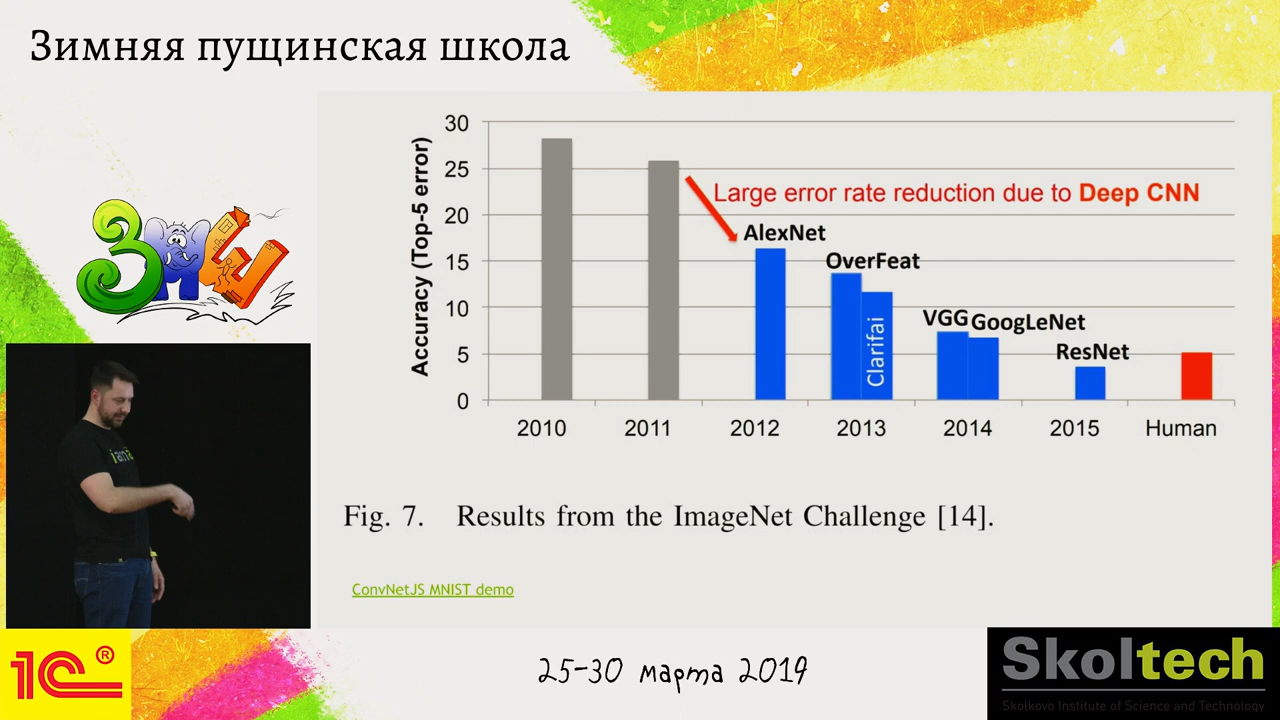 Зимняя пущинская школа
30
25
20
15
10
5
0
Accuracy (Top-5 error)
Large error rate reduction due to Deep CNN
AlexNet
OverFeat
Clarifai
VGG
GoogLeNet
ResNet
2010
2011
2012
2013
2014
2015
Human
Fig. 7. Results from the ImageNet Challenge [14].
ConvNetJS MNIST demo
1C®
25-30 марта 2019
Skoltech
Skolkovo Institute of Science and Technology